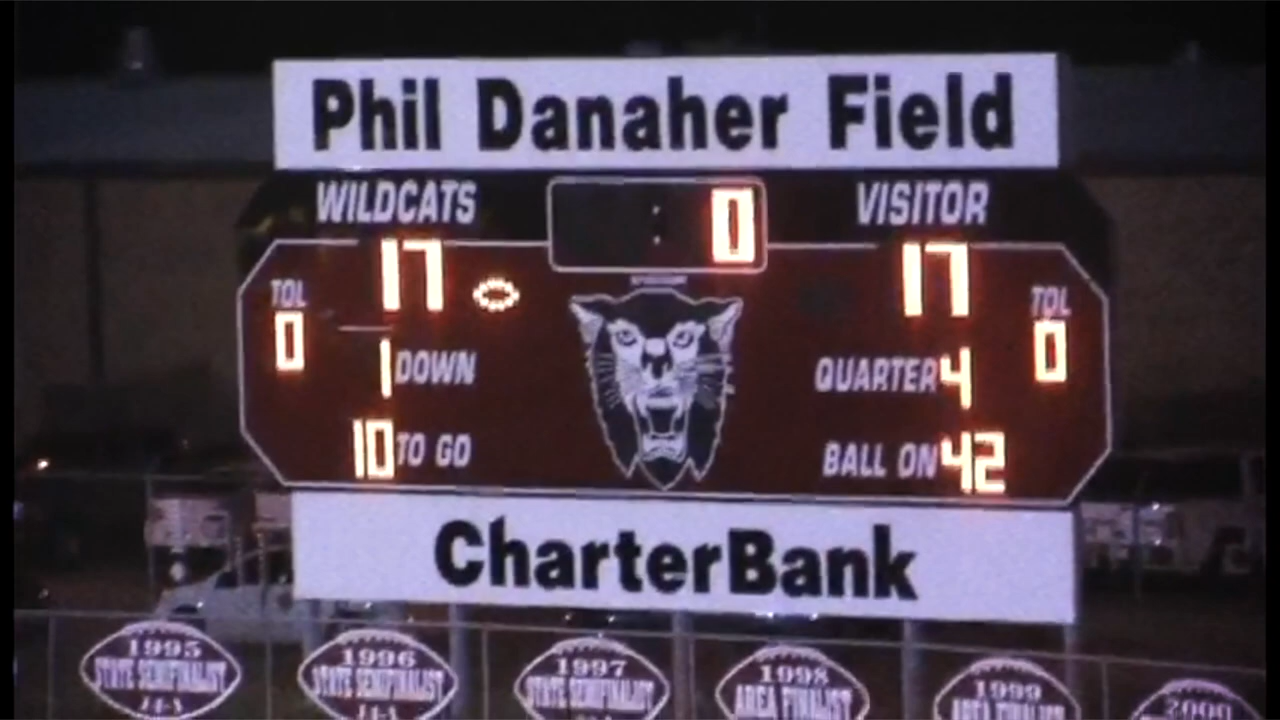 Phil Danaher Field
WILDCATS : 0 VISITOR
17 17
TOL TOL
0 0
1 DOWN QUARTER 4
10 TO GO BALL ON 42
CharterBank
1995
STATE SEMIFINALIST
1996
STATE SEMIFINALIST
1997
STATE SEMIFINALIST
1998
AREA FINALIST
1999
AREA FINALIST
2000